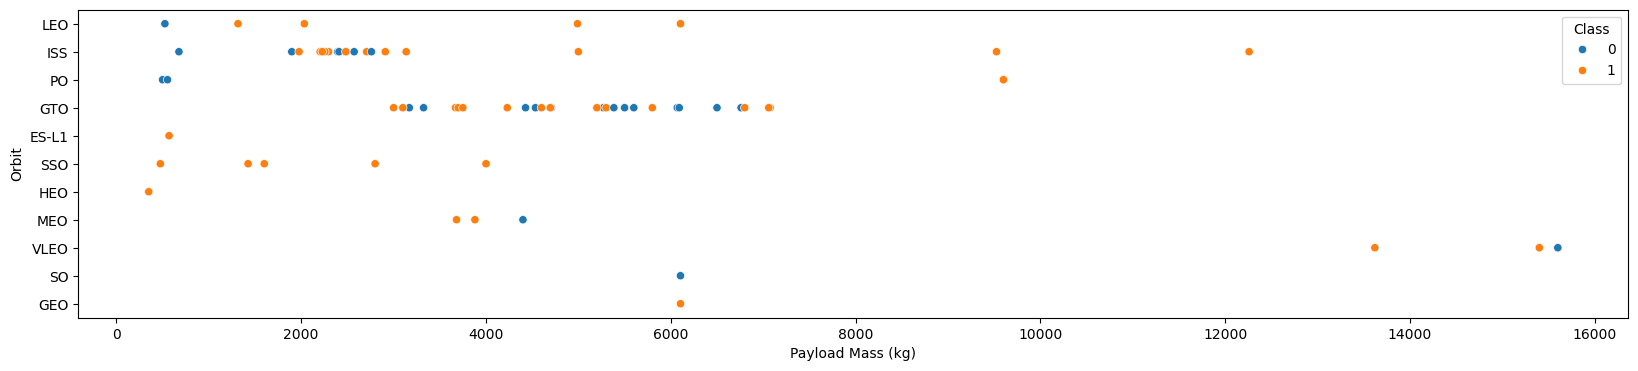 LEO
ISS
PO
GTO
ES-L1
SSO
HEO
MEO
VLEO
SO
GEO
Orbit
0 2000 4000 6000 8000 10000 12000 14000 16000
Payload Mass (kg)
Class
0
1